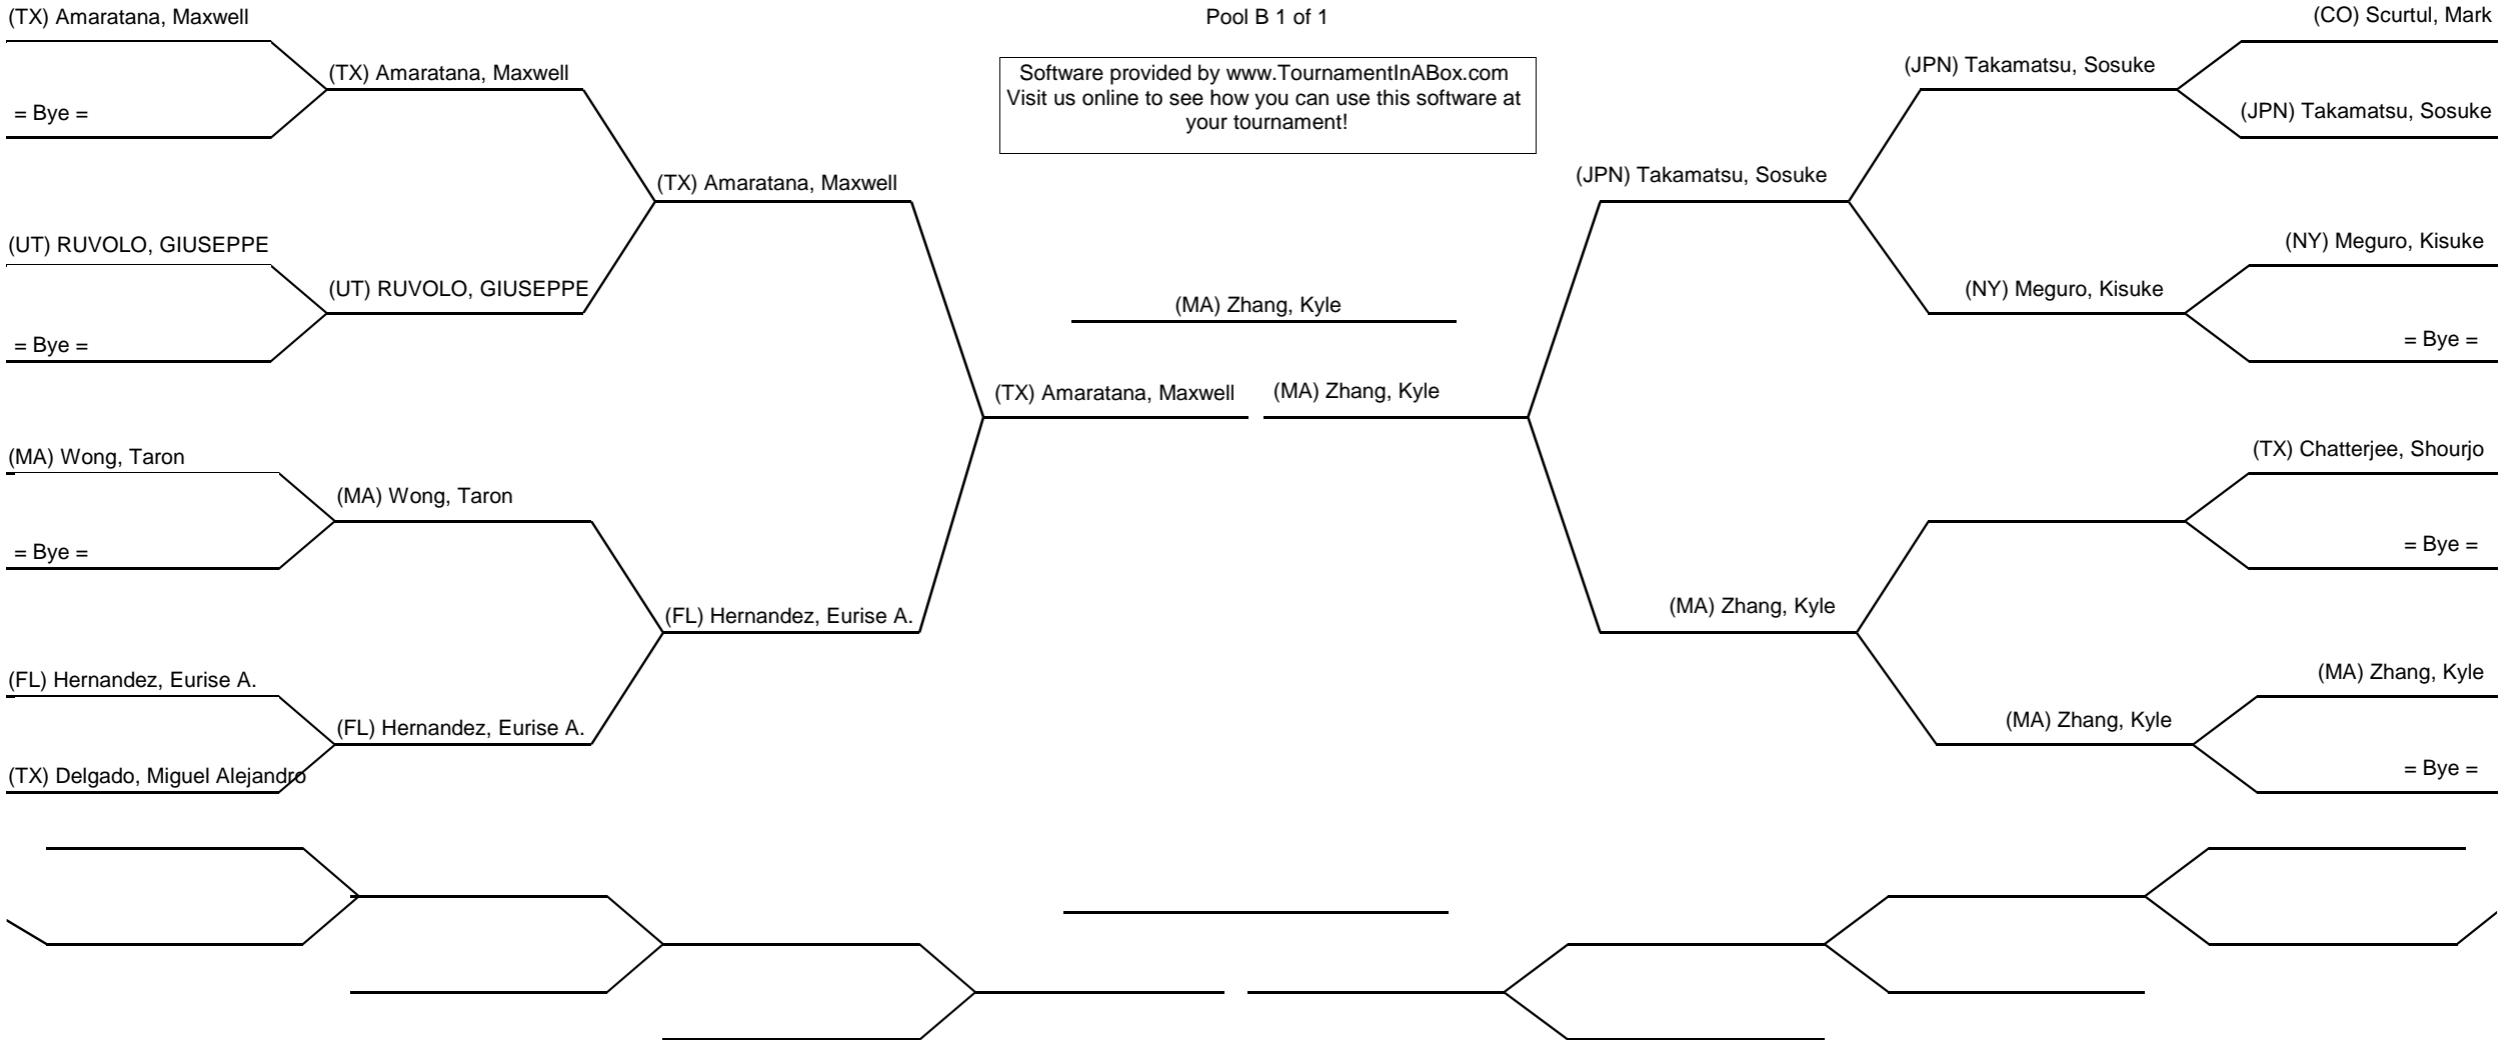 (TX) Amaratana, Maxwell
= Bye =
(UT) RUVOLO, GIUSEPPE
= Bye =
(MA) Wong, Taron
= Bye =
(FL) Hernandez, Eurise A.
(TX) Delgado, Miguel Alejandro
(TX) Amaratana, Maxwell
(UT) RUVOLO, GIUSEPPE
(MA) Wong, Taron
(FL) Hernandez, Eurise A.
(TX) Amaratana, Maxwell
(FL) Hernandez, Eurise A.
Pool B 1 of 1
Software provided by www.TournamentInABox.com
Visit us online to see how you can use this software at
your tournament!
(MA) Zhang, Kyle
(TX) Amaratana, Maxwell
(MA) Zhang, Kyle
(JPN) Takamatsu, Sosuke
(MA) Zhang, Kyle
(JPN) Takamatsu, Sosuke
(NY) Meguro, Kisuke
(MA) Zhang, Kyle
(CO) Scurtul, Mark
(JPN) Takamatsu, Sosuke
(NY) Meguro, Kisuke
= Bye =
(TX) Chatterjee, Shourjo
= Bye =
(MA) Zhang, Kyle
= Bye =